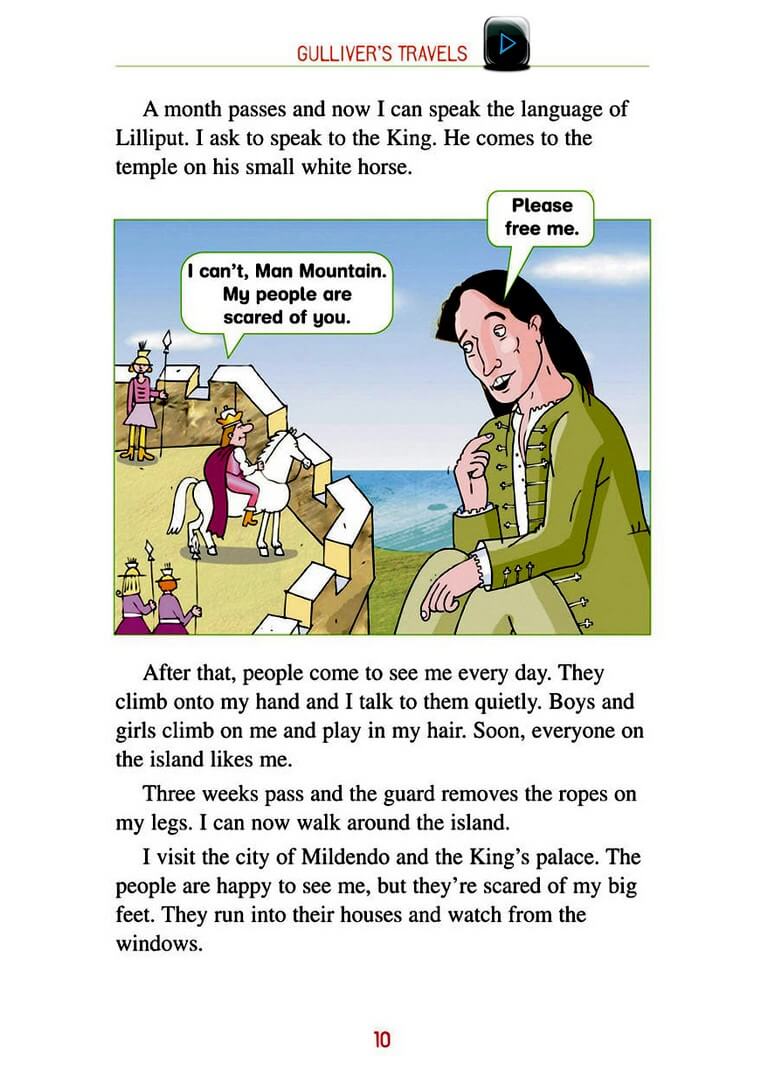 GULLIVER'S TRAVELS
A month passes and now I can speak the language of
Lilliput. I ask to speak to the King. He comes to the
temple on his small white horse.
Please
free me.
I can't, Man Mountain.
My people are
scared of you.
After that, people come to see me every day. They
climb onto my hand and I talk to them quietly. Boys and
girls climb on me and play in my hair. Soon, everyone on
the island likes me.
Three weeks pass and the guard removes the ropes on
my legs. I can now walk around the island.
I visit the city of Mildendo and the King's palace. The
people are happy to see me, but they're scared of my big
feet. They run into their houses and watch from the
windows.
10